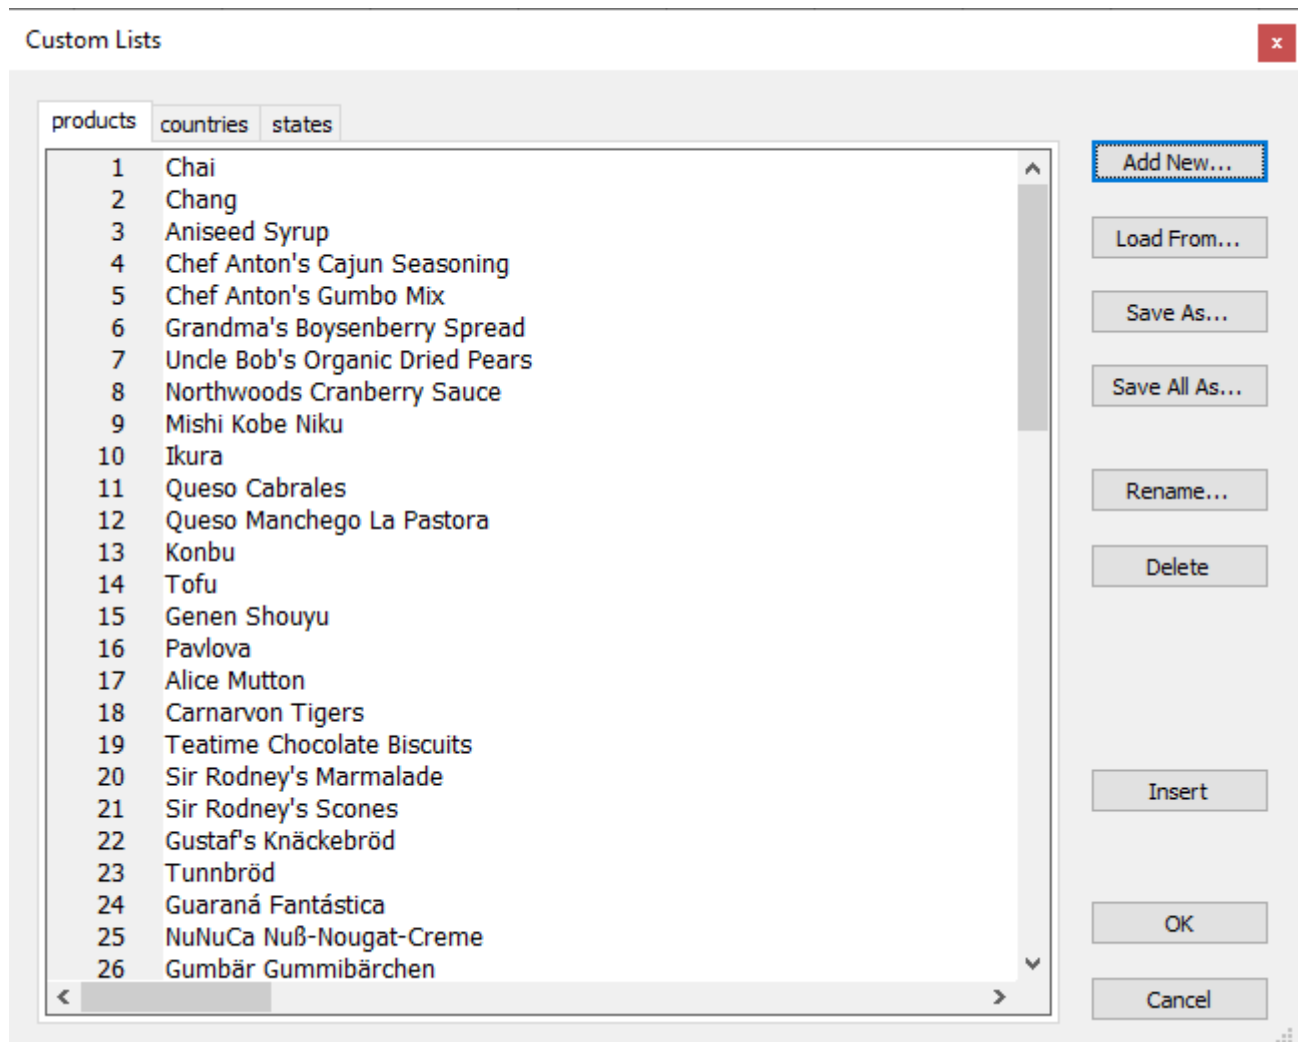 Custom Lists
x
products countries states
1 Chai
2 Chang
3 Aniseed Syrup
4 Chef Anton's Cajun Seasoning
5 Chef Anton's Gumbo Mix
6 Grandma's Boysenberry Spread
7 Uncle Bob's Organic Dried Pears
8 Northwoods Cranberry Sauce
9 Mishi Kobe Niku
10 Ikura
11 Queso Cabrales
12 Queso Manchego La Pastora
13 Konbu
14 Tofu
15 Genen Shouyu
16 Pavlova
17 Alice Mutton
18 Carnarvon Tigers
19 Teatime Chocolate Biscuits
20 Sir Rodney's Marmalade
21 Sir Rodney's Scones
22 Gustaf's Knäckebröd
23 Tunnbröd
24 Guaraná Fantástica
25 NuNuCa Nuß-Nougat-Creme
26 Gumbär Gummibärchen
Add New...
Load From...
Save As...
Save All As...
Rename...
Delete
Insert
OK
Cancel